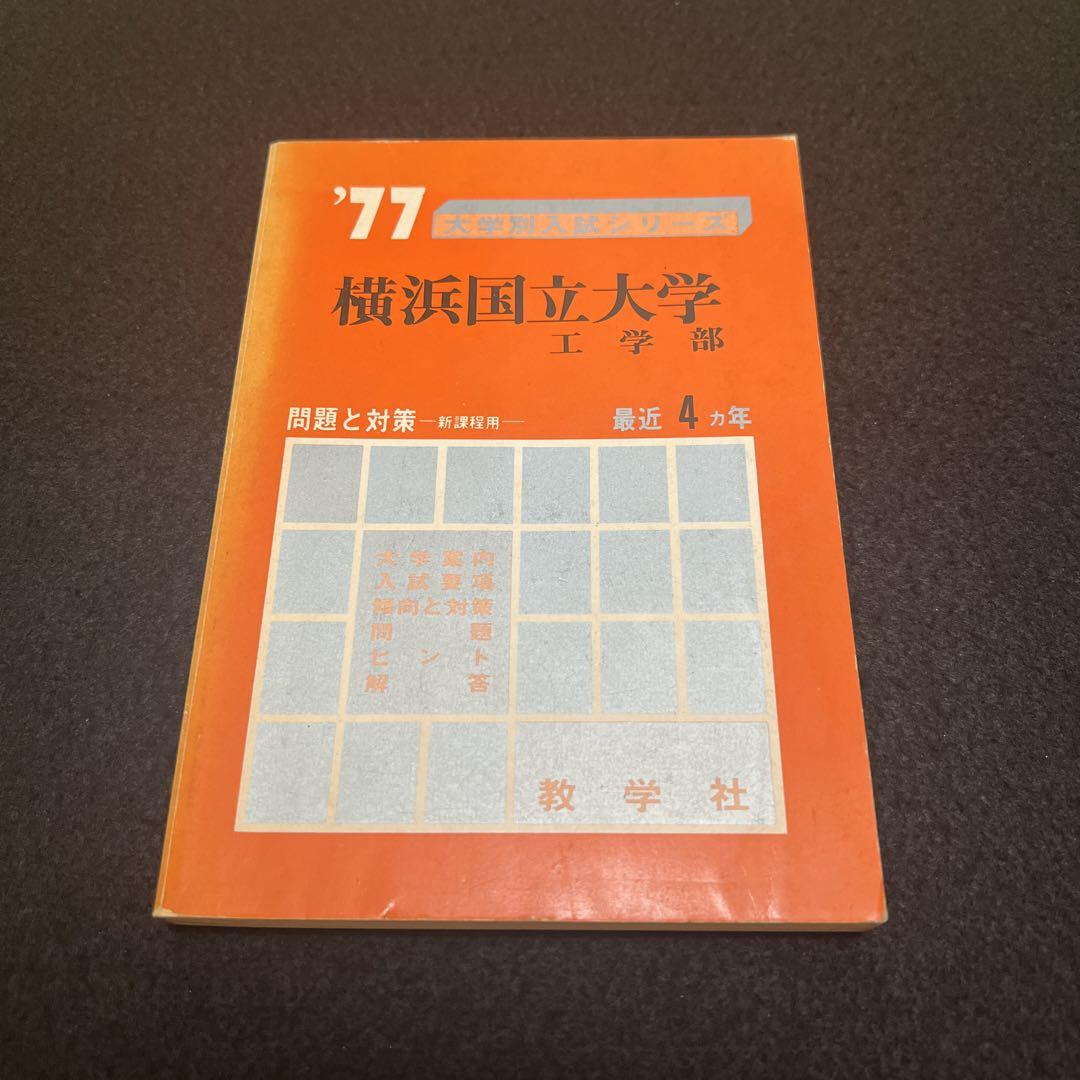 '77 大学別入試シリーズ
横浜国立大学
工学部
問題と対策 ―新課程用― 最近 4 カ年
大学案内
入試要項
傾向と対策
問題
ヒント
解答
教学社